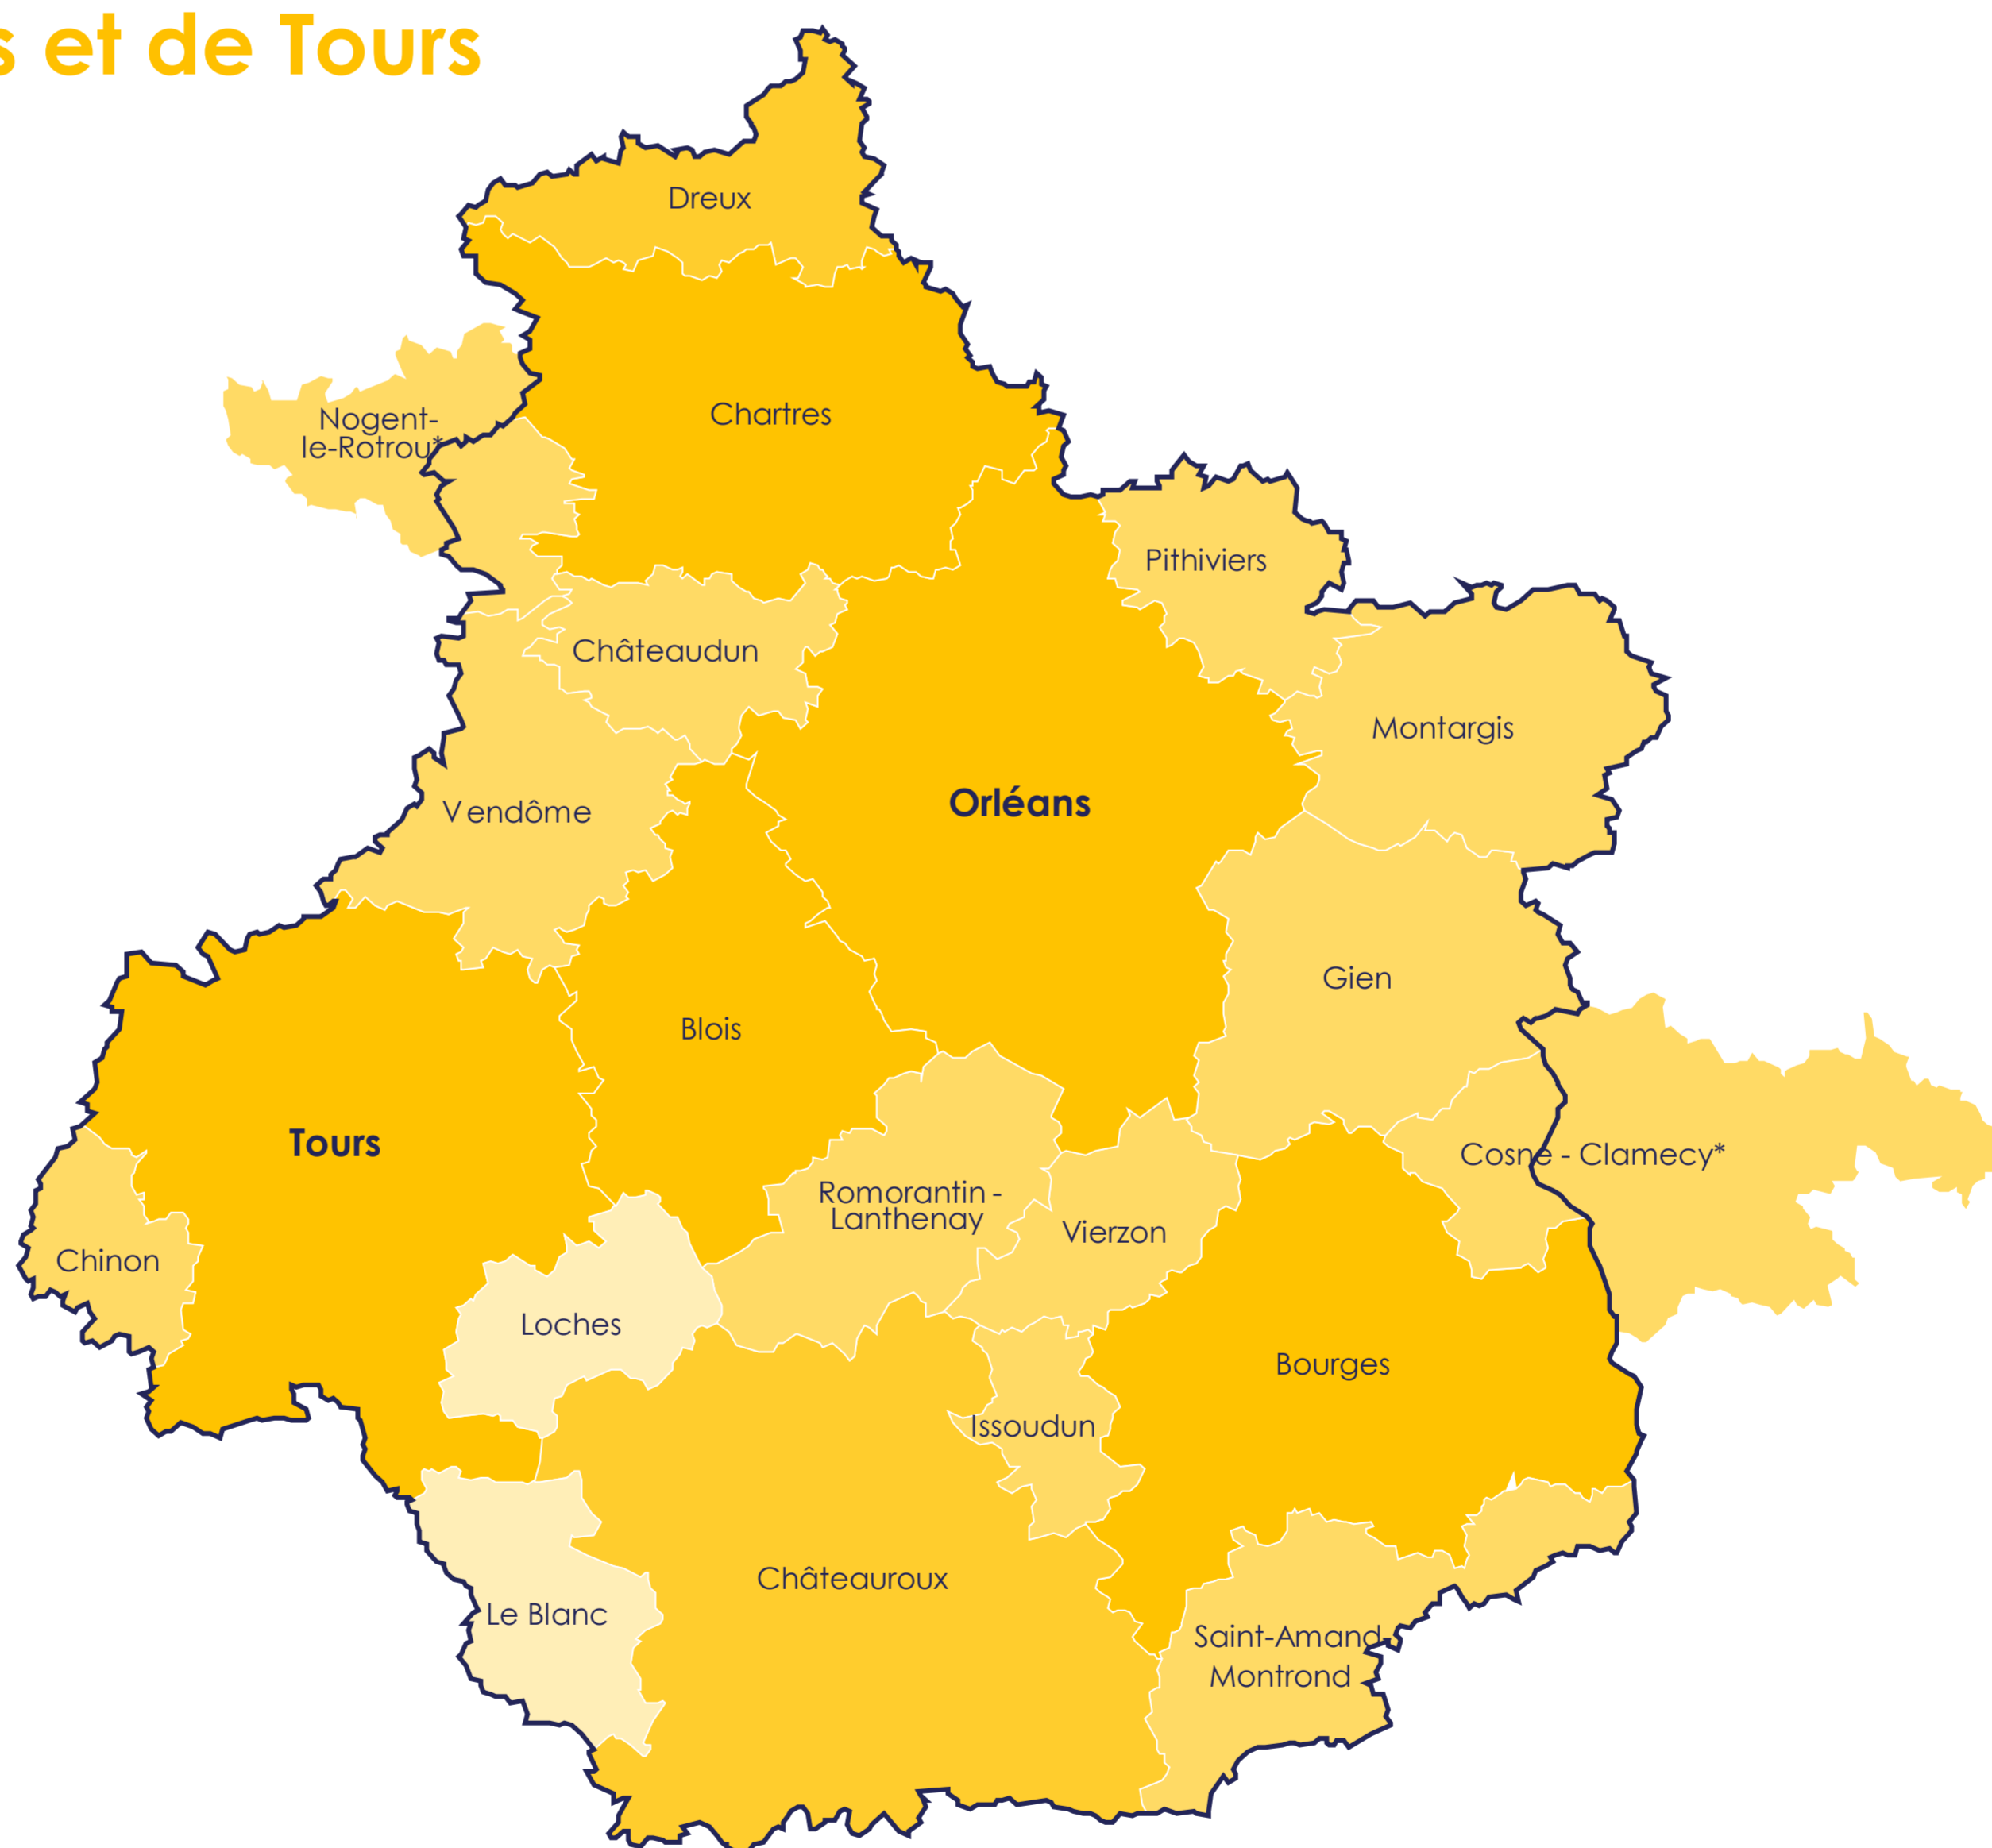 s et de Tours
Dreux
Chartres
Nogent-
le-Rotrou*
Pithiviers
Châteaudun
Montargis
Vendôme
Orléans
Gien
Blois
Tours
Cosne - Clamecy*
Romorantin -
Lanthenay
Vierzon
Chinon
Loches
Bourges
Issoudun
Châteauroux
Le Blanc
Saint-Amand-
Montrond